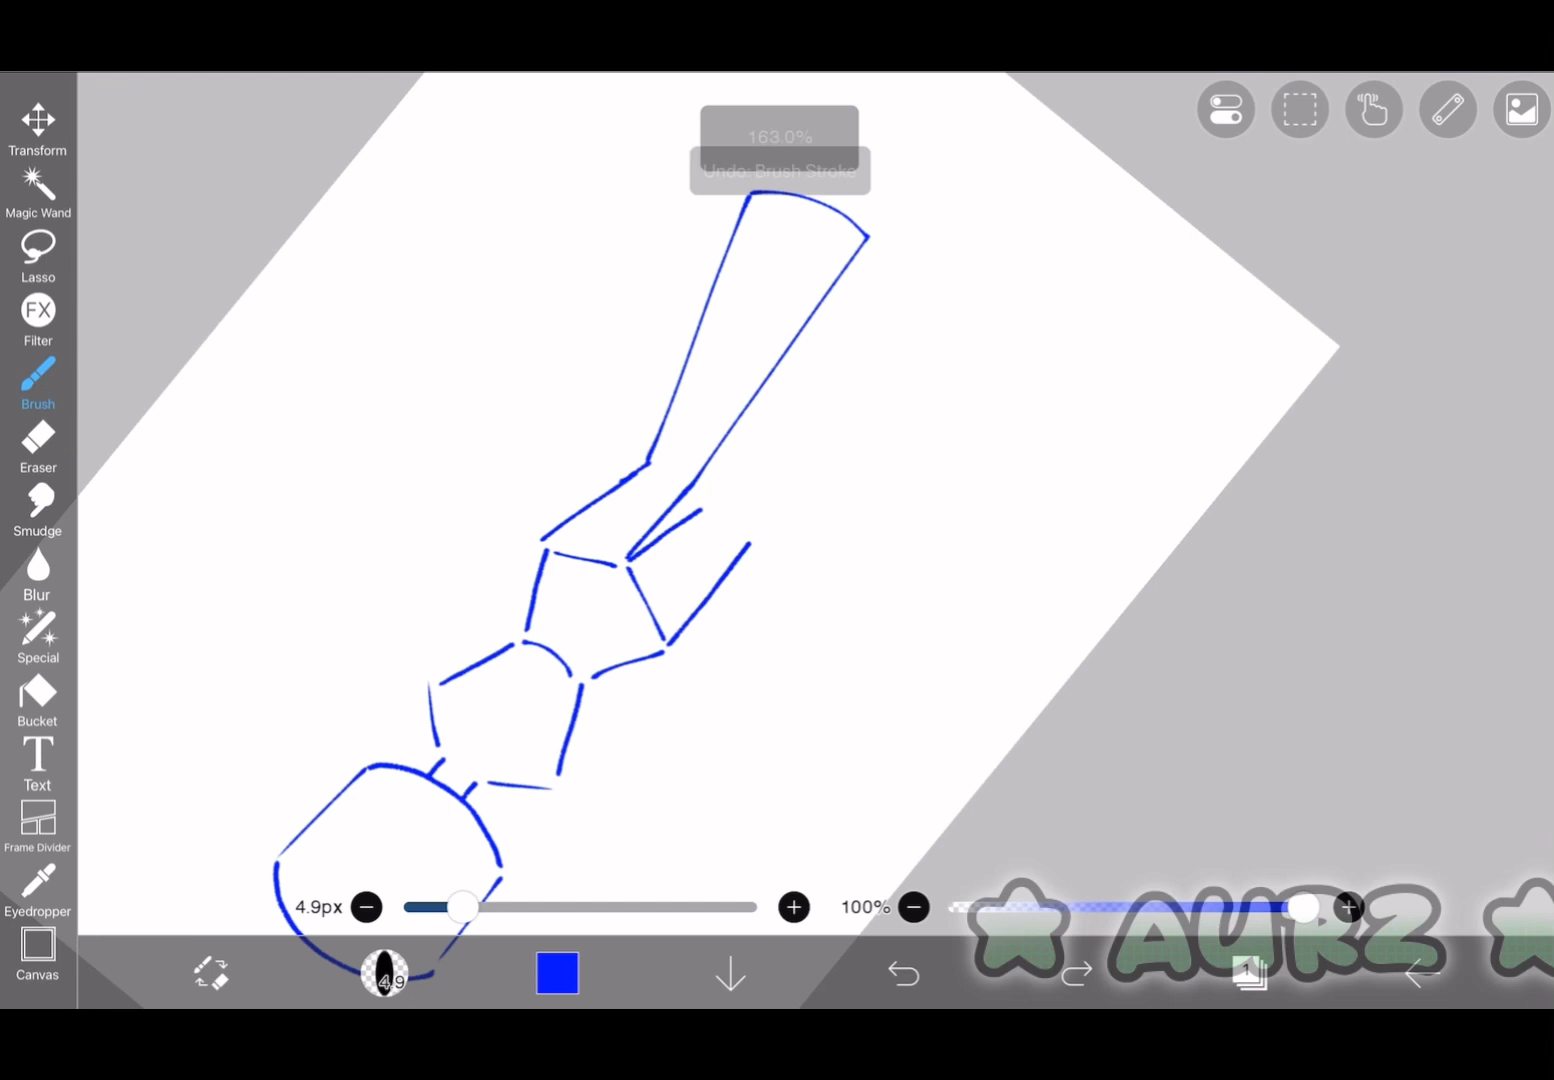 163.0%
Undo: Brush Stroke
Transform
Magic Wand
Lasso
FX
Filter
Brush
Eraser
Smudge
Blur
Special
Bucket
T
Text
Frame Divider
Eyedropper
Canvas
4.9px
100%
AURZ
4.9
1